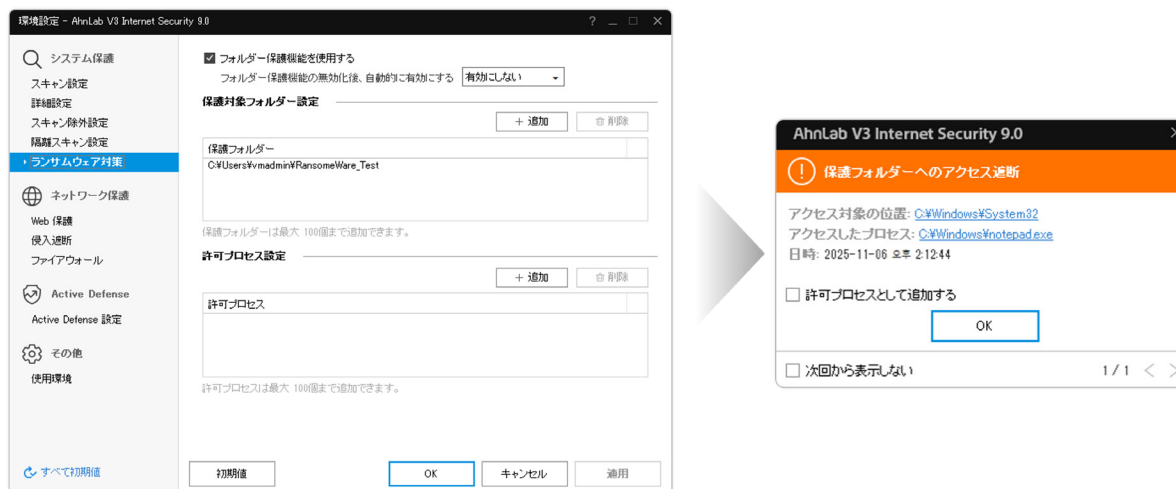 環境設定 - AhnLab V3 Internet Security 9.0
システム保護
スキャン設定
詳細設定
スキャン除外設定
隔離スキャン設定
ランサムウェア対策
ネットワーク保護
Web 保護
侵入遮断
ファイアウォール
Active Defense
Active Defense 設定
その他
使用環境
すべて初期値
フォルダー保護機能を使用する
フォルダー保護機能の無効化後、自動的に有効にする 有効にしない
保護対象フォルダー設定
+ 追加 削除
保護フォルダー
C:¥Users¥vmadmin¥RansomeWare_Test
保護フォルダーは最大 100個まで追加できます。
許可プロセス設定
+ 追加 削除
許可プロセス
許可プロセスは最大 100個まで追加できます。
初期値 OK キャンセル 適用
AhnLab V3 Internet Security 9.0
保護フォルダーへのアクセス遮断
アクセス対象の位置: C:¥Windows¥System32
アクセスしたプロセス: C:¥Windows¥notepad.exe
日時: 2025-11-06 오후 2:12:44
許可プロセスとして追加する
OK
次回から表示しない 1 / 1